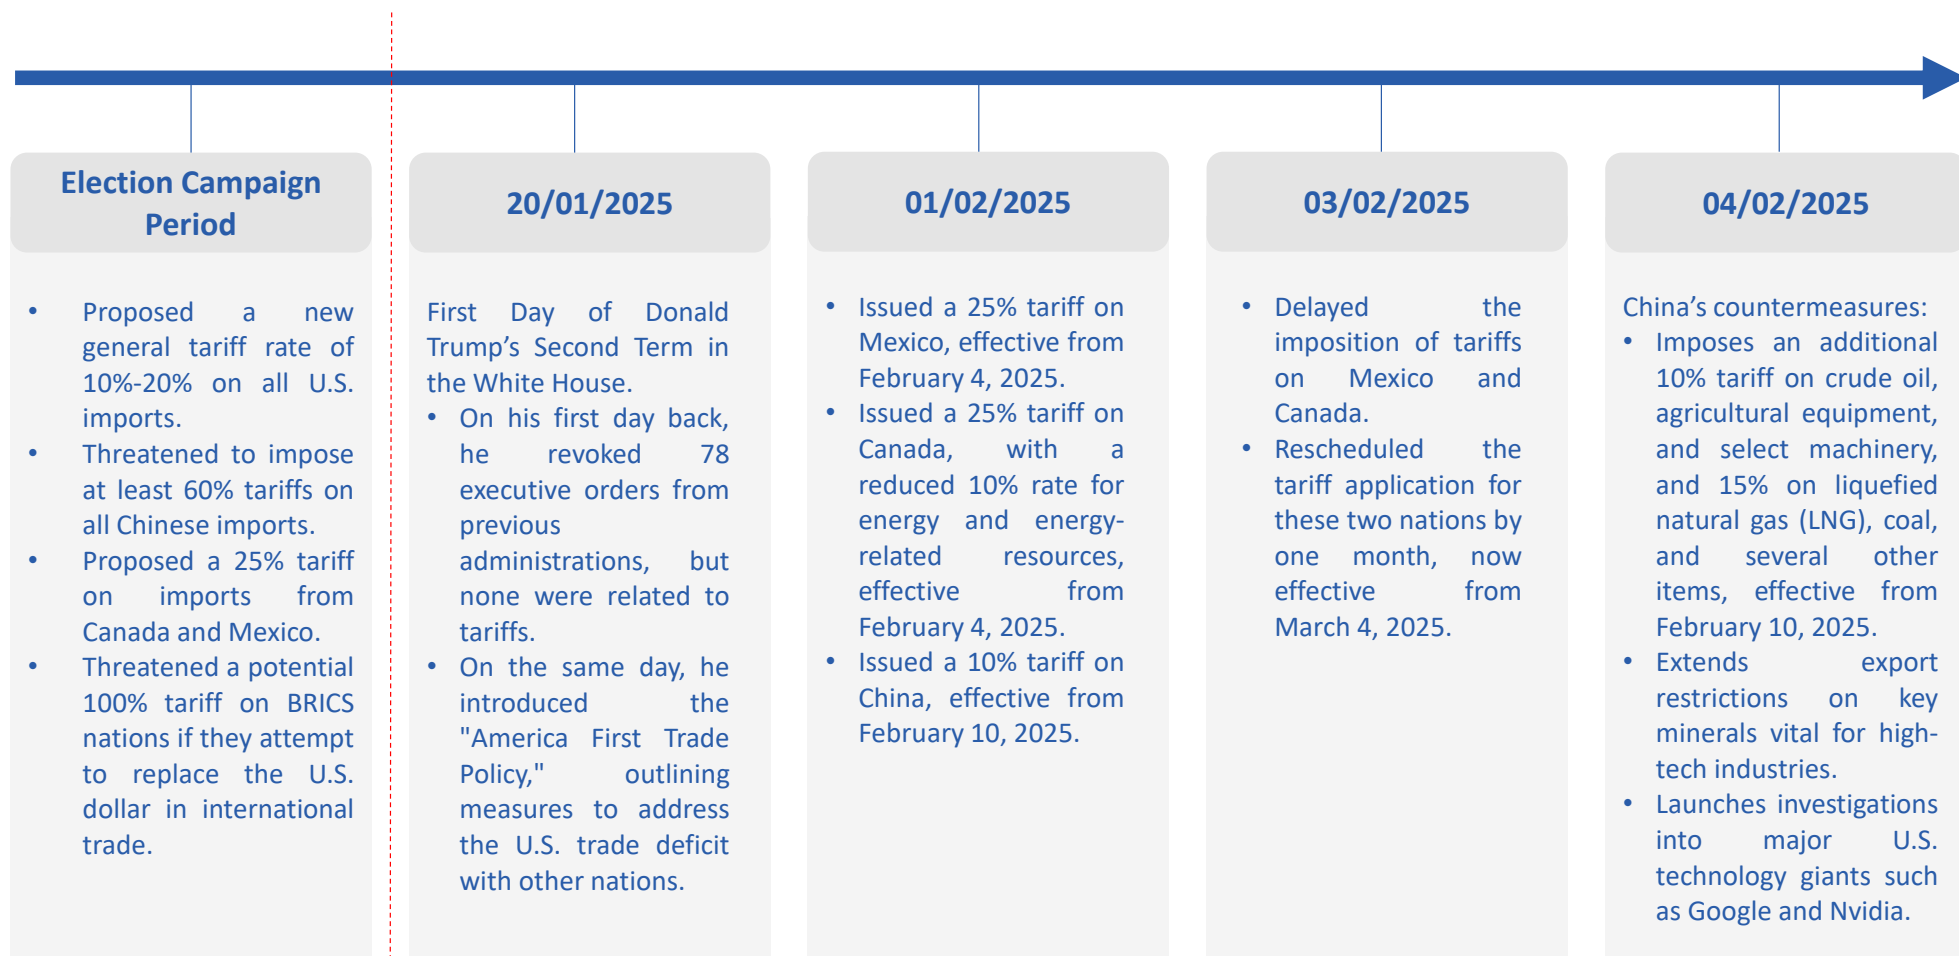 Election Campaign
Period
• Proposed a new
general tariff rate of
10%-20% on all U.S.
imports.
• Threatened to impose
at least 60% tariffs on
all Chinese imports.
• Proposed a 25% tariff
on imports from
Canada and Mexico.
• Threatened a potential
100% tariff on BRICS
nations if they attempt
to replace the U.S.
dollar in international
trade.
20/01/2025
First Day of Donald
Trump’s Second Term in
the White House.
• On his first day back,
he revoked 78
executive orders from
previous
administrations, but
none were related to
tariffs.
• On the same day, he
introduced the
"America First Trade
Policy," outlining
measures to address
the U.S. trade deficit
with other nations.
01/02/2025
• Issued a 25% tariff on
Mexico, effective from
February 4, 2025.
• Issued a 25% tariff on
Canada, with a
reduced 10% rate for
energy and energy-
related resources,
effective from
February 4, 2025.
• Issued a 10% tariff on
China, effective from
February 10, 2025.
03/02/2025
• Delayed the
imposition of tariffs
on Mexico and
Canada.
• Rescheduled the
tariff application for
these two nations by
one month, now
effective from
March 4, 2025.
04/02/2025
China’s countermeasures:
• Imposes an additional
10% tariff on crude oil,
agricultural equipment,
and select machinery,
and 15% on liquefied
natural gas (LNG), coal,
and several other
items, effective from
February 10, 2025.
• Extends export
restrictions on key
minerals vital for high-
tech industries.
• Launches investigations
into major U.S.
technology giants such
as Google and Nvidia.